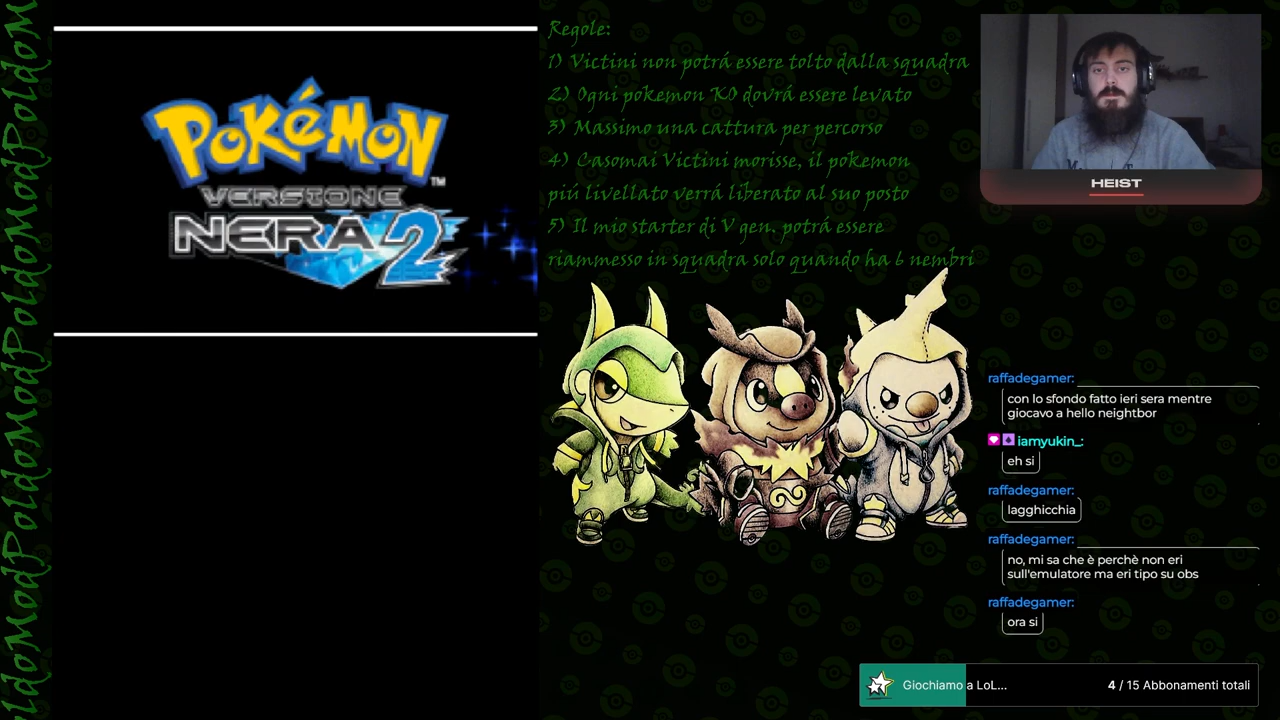 PoldoModPoldoModPoldoModPoldoM
POKÉMON
TM
VERSIONE
NERA 2
Regole:
1) Victini non potrá essere tolto dalla squadra
2) Ogni pokemon KO dovrá essere levato
3) Massimo una cattura per percorso
4) Casomai Victini morisse, il pokemon
piú livellato verrá liberato al suo posto
5) Il mio starter di V gen. potrá essere
riammesso in squadra solo quando ha 6 nembri
HEIST
raffadegamer:
con lo sfondo fatto ieri sera mentre
giocavo a hello neightbor
iamyukin_:
eh si
raffadegamer:
lagghicchia
raffadegamer:
no, mi sa che è perchè non eri
sull'emulatore ma eri tipo su obs
raffadegamer:
ora si
Giochiamo a LoL... 4 / 15 Abbonamenti totali